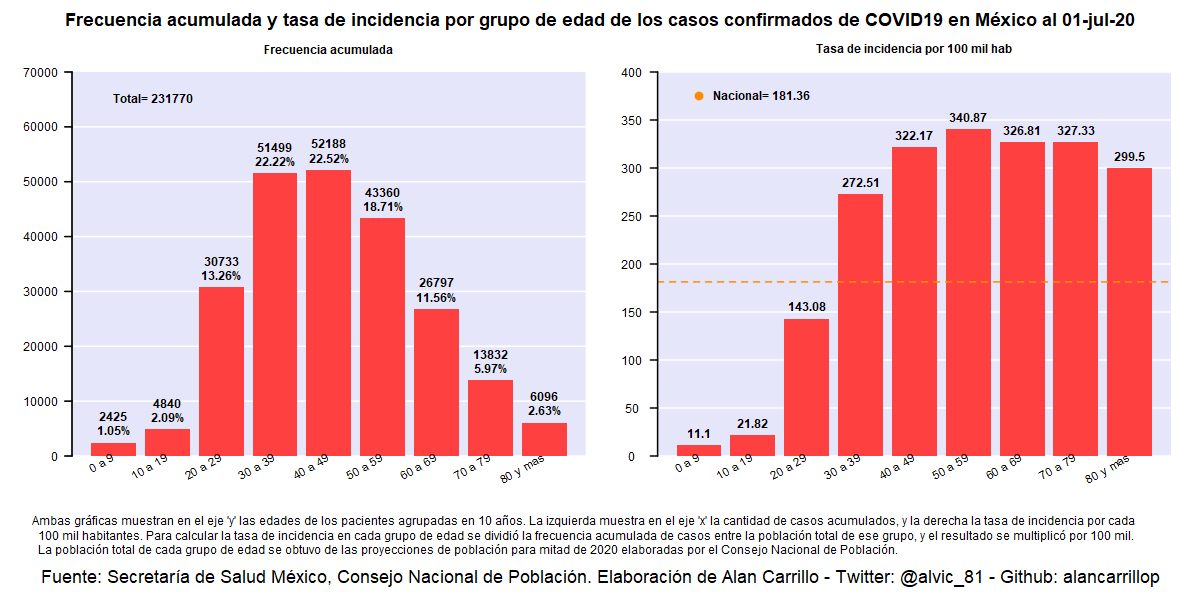 Frecuencia acumulada y tasa de incidencia por grupo de edad de los casos confirmados de COVID19 en México al 01-jul-20
Frecuencia acumulada
70000
60000
50000
40000
30000
20000
10000
0
Total= 231770
2425
1.05%
4840
2.09%
30733
13.26%
51499
22.22%
52188
22.52%
43360
18.71%
26797
11.56%
13832
5.97%
6096
2.63%
0 a 9
10 a 19
20 a 29
30 a 39
40 a 49
50 a 59
60 a 69
70 a 79
80 y mas
Tasa de incidencia por 100 mil hab
400
350
300
250
200
150
100
50
0
Nacional= 181.36
11.1
21.82
143.08
272.51
322.17
340.87
326.81
327.33
299.5
0 a 9
10 a 19
20 a 29
30 a 39
40 a 49
50 a 59
60 a 69
70 a 79
80 y mas
Ambas gráficas muestran en el eje 'y' las edades de los pacientes agrupadas en 10 años. La izquierda muestra en el eje 'x' la cantidad de casos acumulados, y la derecha la tasa de incidencia por cada
100 mil habitantes. Para calcular la tasa de incidencia en cada grupo de edad se dividió la frecuencia acumulada de casos entre la población total de ese grupo, y el resultado se multiplicó por 100 mil.
La población total de cada grupo de edad se obtuvo de las proyecciones de población para mitad de 2020 elaboradas por el Consejo Nacional de Población.
Fuente: Secretaría de Salud México, Consejo Nacional de Población. Elaboración de Alan Carrillo - Twitter: @alvic_81 - Github: alancarrillop